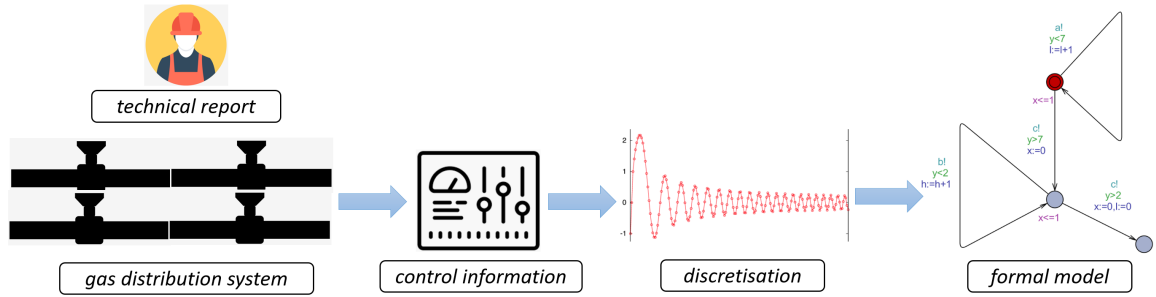 technical report
gas distribution system
control information
2
1
0
-1
discretisation
a!
y<7
l:=l+1
x<=1
c!
y>7
x:=0
b!
y<2
h:=h+1
x<=1
c!
y>2
x:=0,l:=0
formal model